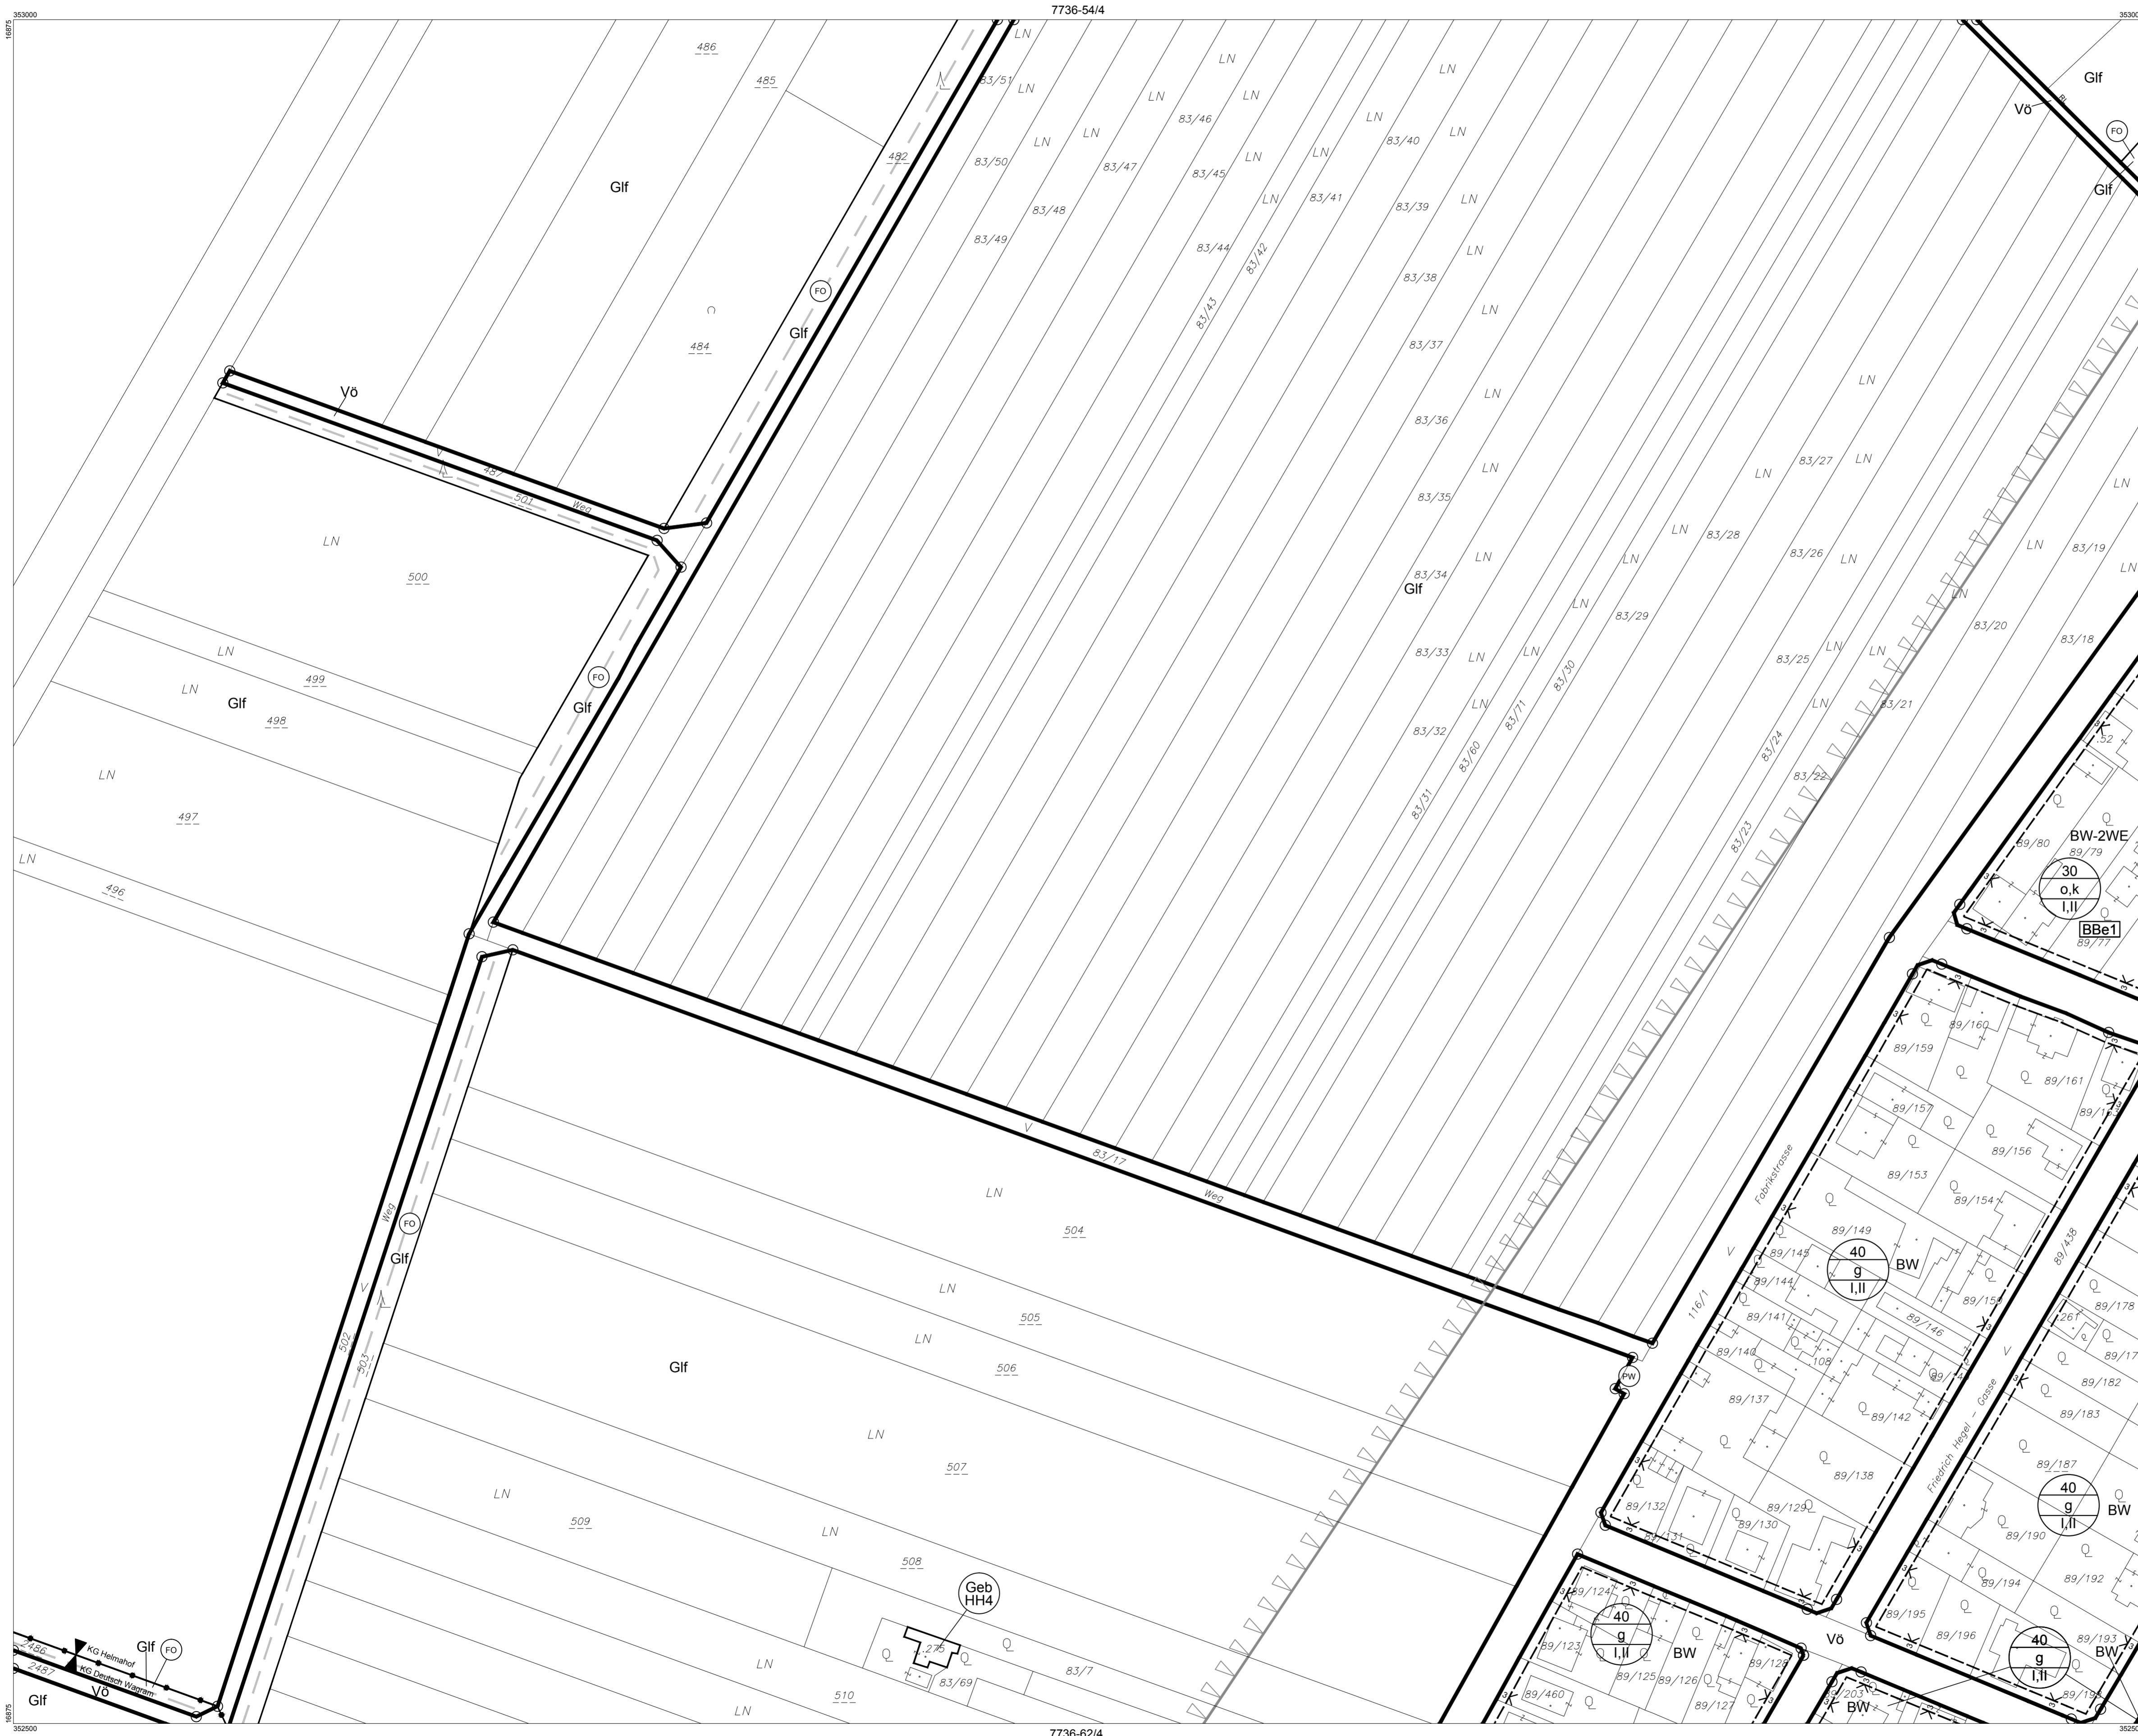 353000
7736-54/4
353000
16875
486
485
482
484
Glf
Vö
FO
Glf
V
487
501
Weg
LN
500
LN
499
LN
Glf
498
LN
497
LN
496
FO
Glf
83/51
LN
LN
83/50
LN
LN
83/49
83/48
83/47
LN
83/46
LN
LN
83/45
LN
83/44
LN
83/43
83/42
LN
83/41
LN
83/40
LN
LN
83/39
LN
LN
83/38
LN
83/37
LN
83/36
LN
83/35
LN
83/34
Glf
83/33
LN
83/32
LN
83/31
83/60
LN
83/71
83/30
LN
LN
83/29
LN
83/28
LN
83/27
LN
LN
83/26
LN
83/25
LN
LN
83/24
83/23
LN
83/22
83/21
LN
83/20
LN
83/19
LN
LN
83/18
Glf
Vö
FO
Glf
.52
89/80
BW-2WE
89/79
30
o,k
I,II
BBe1
89/77
V
83/17
Weg
Weg
FO
Glf
V
502
503
LN
504
LN
505
LN
506
Glf
LN
507
LN
509
LN
508
Geb
HH4
.275
83/69
83/7
LN
510
LN
PW
Fabrikstrasse
V
116/1
89/160
89/159
89/161
89/157
89/156
89/153
89/154
89/149
40
g
I,II
BW
89/145
89/144
89/141
89/146
89/140
.108
89/137
89/142
89/138
89/132
89/131
89/130
89/129
89/438
V
Friedrich Hegel - Gasse
89/178
.261
89/182
89/183
89/187
40
g
I,II
BW
89/190
89/192
89/194
89/195
89/196
89/193
40
g
I,II
BW
Vö
89/203
BW
89/124
40
g
I,II
BW
89/123
89/125
89/126
89/128
89/127
89/460
2486
2487
KG Helmahof
KG Deutsch Wagram
Glf
FO
Vö
Glf
16875
352500
7736-62/4